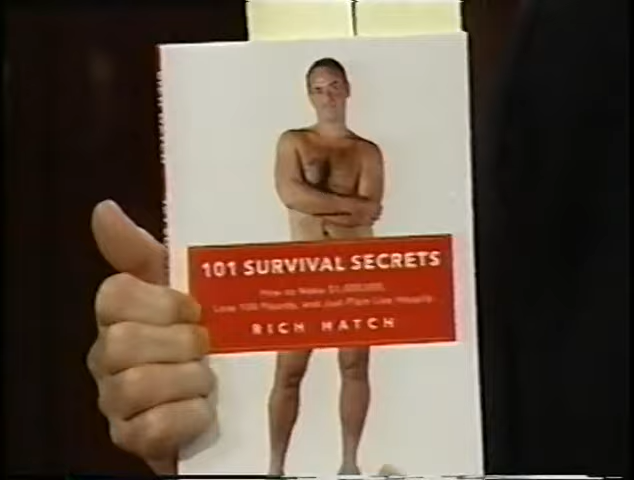 101 SURVIVAL SECRETS
How to Make $1,000,000,
Lose 100 Pounds, and Just Plain Live Happily
RICH HATCH